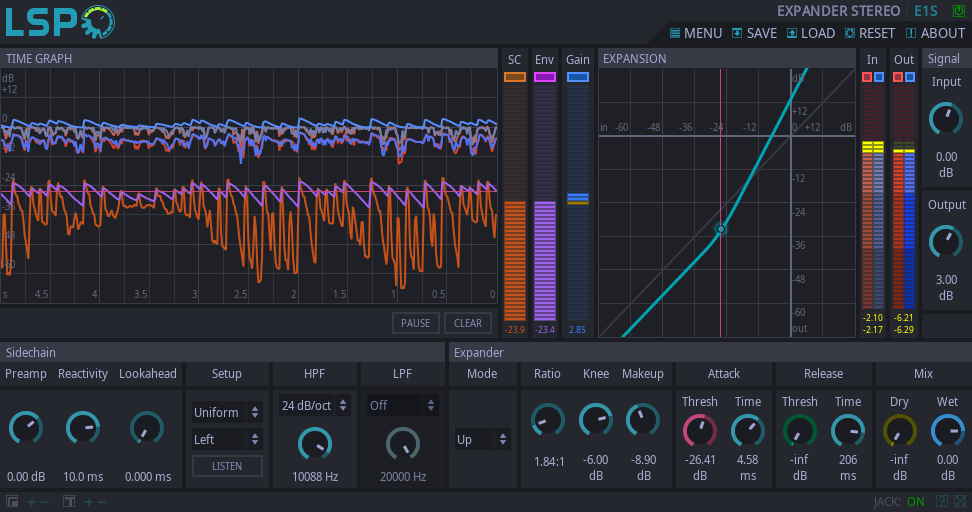 LSP
EXPANDER STEREO E1S
MENU SAVE LOAD RESET ABOUT
TIME GRAPH
SC Env Gain
EXPANSION
In Out
Signal
dB
+12
0
-12
-24
-36
-48
-60
s 4.5 4 3.5 3 2.5 2 1.5 1 0.5 0
PAUSE CLEAR
-23.9 -23.4 2.85
dB
+12
in -60 -48 -36 -24 -12 0 +12 dB
-12
-24
-36
-48
-60
out
-2.10 -6.21
-2.17 -6.29
Input
0.00
dB
Output
3.00
dB
Sidechain
Preamp Reactivity Lookahead Setup HPF LPF
Uniform 24 dB/oct Off
Left
LISTEN
0.00 dB 10.0 ms 0.000 ms 10088 Hz 20000 Hz
Expander
Mode Ratio Knee Makeup Attack Release Mix
Thresh Time Thresh Time Dry Wet
Up
1.84:1 -6.00 dB -8.90 dB -26.41 dB 4.58 ms -inf dB 206 ms -inf dB 0.00 dB
JACK: ON